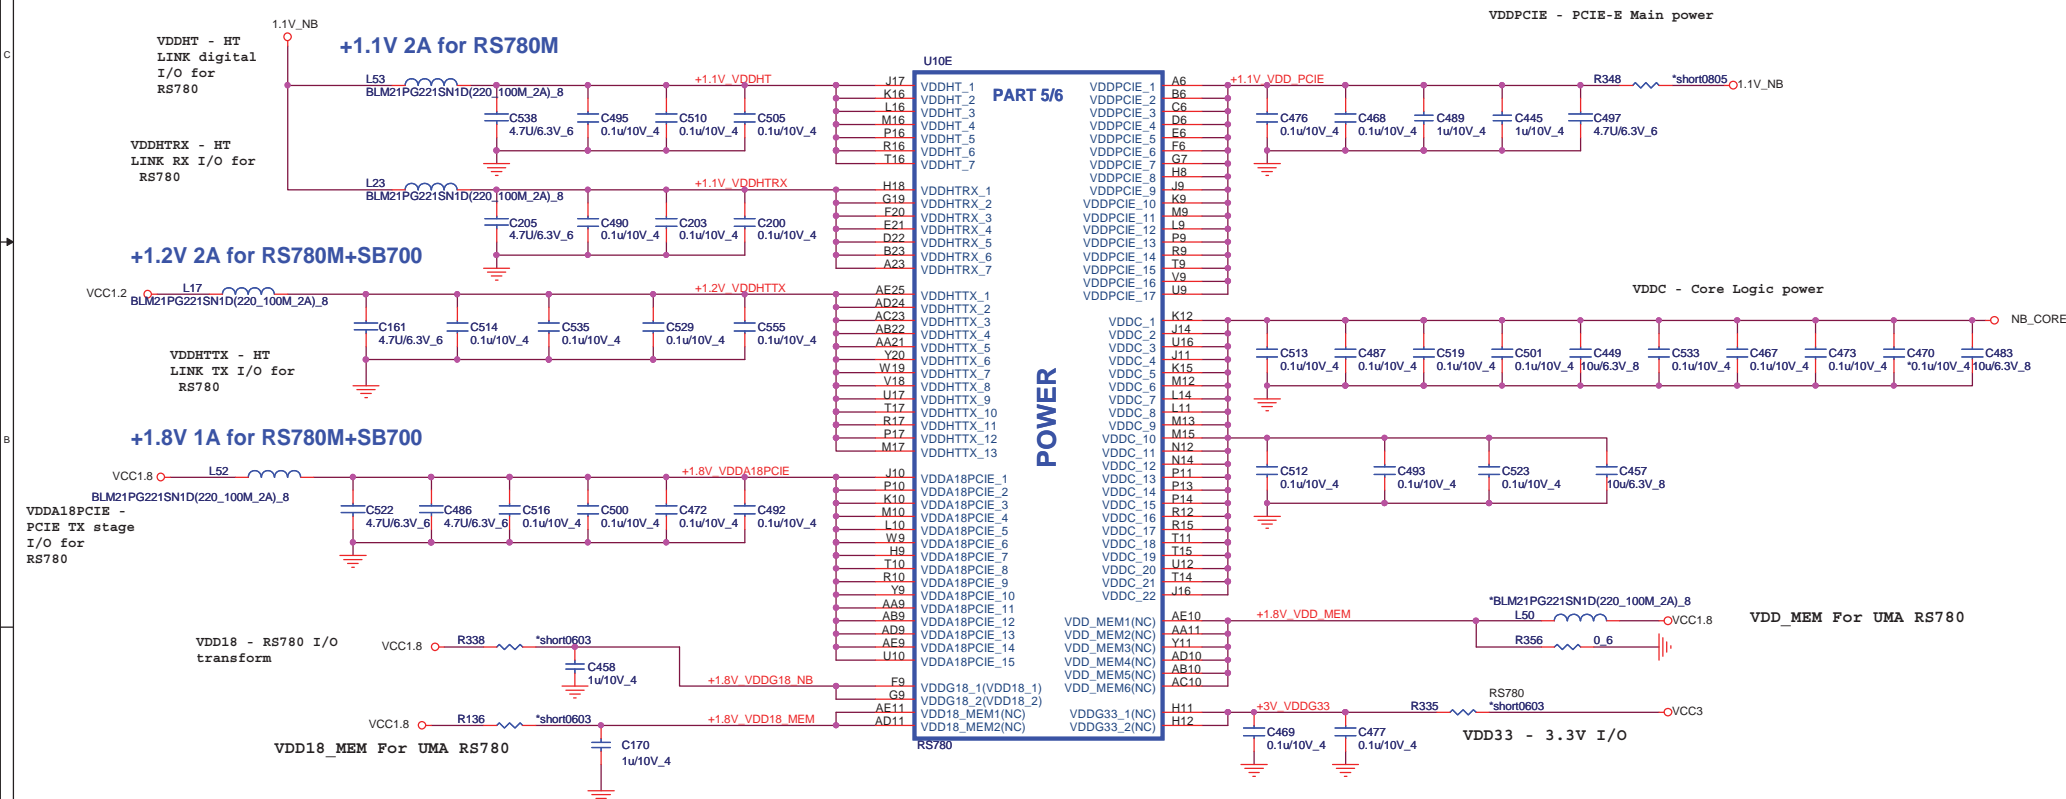 VDDPCIE - PCIE-E Main power
1.1V_NB
VDDHT - HT
LINK digital
I/O for
RS780
+1.1V 2A for RS780M
C
U10E
L53
BLM21PG221SN1D(220_100M_2A)_8
+1.1V_VDDHT
C538
4.7U/6.3V_6
C495
0.1u/10V_4
C510
0.1u/10V_4
C505
0.1u/10V_4
J17
K16
L16
M16
P16
R16
T16
VDDHT_1
VDDHT_2
VDDHT_3
VDDHT_4
VDDHT_5
VDDHT_6
VDDHT_7
PART 5/6
VDDPCIE_1
VDDPCIE_2
VDDPCIE_3
VDDPCIE_4
VDDPCIE_5
VDDPCIE_6
VDDPCIE_7
VDDPCIE_8
VDDPCIE_9
VDDPCIE_10
VDDPCIE_11
VDDPCIE_12
VDDPCIE_13
VDDPCIE_14
VDDPCIE_15
VDDPCIE_16
VDDPCIE_17
A6
B6
C6
D6
E6
F6
G7
H8
J9
K9
M9
L9
P9
R9
T9
V9
U9
+1.1V_VDD_PCIE
R348
*short0805
1.1V_NB
C476
0.1u/10V_4
C468
0.1u/10V_4
C489
1u/10V_4
C445
1u/10V_4
C497
4.7U/6.3V_6
VDDHTRX - HT
LINK RX I/O for
RS780
L23
BLM21PG221SN1D(220_100M_2A)_8
+1.1V_VDDHTRX
C205
4.7U/6.3V_6
C490
0.1u/10V_4
C203
0.1u/10V_4
C200
0.1u/10V_4
H18
G19
F20
E21
D22
B23
A23
VDDHTRX_1
VDDHTRX_2
VDDHTRX_3
VDDHTRX_4
VDDHTRX_5
VDDHTRX_6
VDDHTRX_7
+1.2V 2A for RS780M+SB700
VCC1.2
L17
BLM21PG221SN1D(220_100M_2A)_8
+1.2V_VDDHTTX
C161
4.7U/6.3V_6
C514
0.1u/10V_4
C535
0.1u/10V_4
C529
0.1u/10V_4
C555
0.1u/10V_4
VDDHTTX - HT
LINK TX I/O for
RS780
AE25
AD24
AC23
AB22
AA21
Y20
W19
V18
U17
T17
R17
P17
M17
VDDHTTX_1
VDDHTTX_2
VDDHTTX_3
VDDHTTX_4
VDDHTTX_5
VDDHTTX_6
VDDHTTX_7
VDDHTTX_8
VDDHTTX_9
VDDHTTX_10
VDDHTTX_11
VDDHTTX_12
VDDHTTX_13
POWER
VDDC - Core Logic power
VDDC_1
VDDC_2
VDDC_3
VDDC_4
VDDC_5
VDDC_6
VDDC_7
VDDC_8
VDDC_9
VDDC_10
VDDC_11
VDDC_12
VDDC_13
VDDC_14
VDDC_15
VDDC_16
VDDC_17
VDDC_18
VDDC_19
VDDC_20
VDDC_21
VDDC_22
K12
J14
U16
J11
K15
M12
L14
L11
M13
M15
N12
N14
P11
P13
P14
R12
R15
T11
T15
U12
T14
J16
NB_CORE
C513
0.1u/10V_4
C487
0.1u/10V_4
C519
0.1u/10V_4
C501
0.1u/10V_4
C449
10u/6.3V_8
C533
0.1u/10V_4
C467
0.1u/10V_4
C473
0.1u/10V_4
C470
*0.1u/10V_4
C483
10u/6.3V_8
C512
0.1u/10V_4
C493
0.1u/10V_4
C523
0.1u/10V_4
C457
10u/6.3V_8
B
+1.8V 1A for RS780M+SB700
VCC1.8
L52
BLM21PG221SN1D(220_100M_2A)_8
+1.8V_VDDA18PCIE
VDDA18PCIE -
PCIE TX stage
I/O for
RS780
C522
4.7U/6.3V_6
C486
4.7U/6.3V_6
C516
0.1u/10V_4
C500
0.1u/10V_4
C472
0.1u/10V_4
C492
0.1u/10V_4
J10
P10
K10
M10
L10
W9
H9
T10
R10
Y9
AA9
AB9
AD9
AE9
U10
VDDA18PCIE_1
VDDA18PCIE_2
VDDA18PCIE_3
VDDA18PCIE_4
VDDA18PCIE_5
VDDA18PCIE_6
VDDA18PCIE_7
VDDA18PCIE_8
VDDA18PCIE_9
VDDA18PCIE_10
VDDA18PCIE_11
VDDA18PCIE_12
VDDA18PCIE_13
VDDA18PCIE_14
VDDA18PCIE_15
VDD_MEM1(NC)
VDD_MEM2(NC)
VDD_MEM3(NC)
VDD_MEM4(NC)
VDD_MEM5(NC)
VDD_MEM6(NC)
AE10
AA11
Y11
AD10
AB10
AC10
+1.8V_VDD_MEM
*BLM21PG221SN1D(220_100M_2A)_8
L50
VCC1.8
VDD_MEM For UMA RS780
R356
0_6
VDD18 - RS780 I/O
transform
VCC1.8
R338
*short0603
C458
1u/10V_4
+1.8V_VDDG18_NB
F9
G9
VDDG18_1(VDD18_1)
VDDG18_2(VDD18_2)
VCC1.8
R136
*short0603
+1.8V_VDD18_MEM
AE11
AD11
VDD18_MEM1(NC)
VDD18_MEM2(NC)
VDD18_MEM For UMA RS780
C170
1u/10V_4
VDDG33_1(NC)
VDDG33_2(NC)
H11
H12
+3V_VDDG33
R335
RS780
*short0603
VCC3
VDD33 - 3.3V I/O
C469
0.1u/10V_4
C477
0.1u/10V_4
RS780